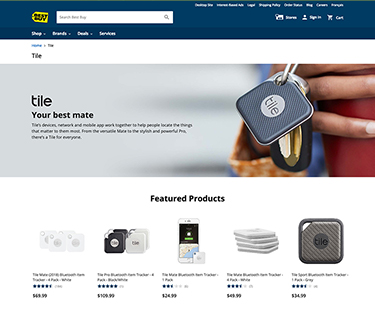 Desktop Site Interest Based Ads Legal Shipping Policy Order Status Blog Careers Français
BEST BUY
Search Best Buy
Stores Sign in Cart
Shop Brands Deals Services
Home > Tile
Tile
tile
Your best mate
Tile's devices, network and mobile app work together to help people locate the things
that matter to them most. From the versatile Mate to the stylish and powerful Pro,
there's a Tile for everyone.
tile
Featured Products
tile
Tile Mate (2018) Bluetooth Item
Tracker - 4 Pack - White
$69.99
Tile Pro Bluetooth Item Tracker - 4
Pack - Black/White
$109.99
Tile Mate Bluetooth Item Tracker
- 1 Pack
$24.99
Tile Mate Bluetooth Item Tracker -
4 Pack
$49.99
Tile Sport Bluetooth Item Tracker -
1 Pack - Gray
$34.99